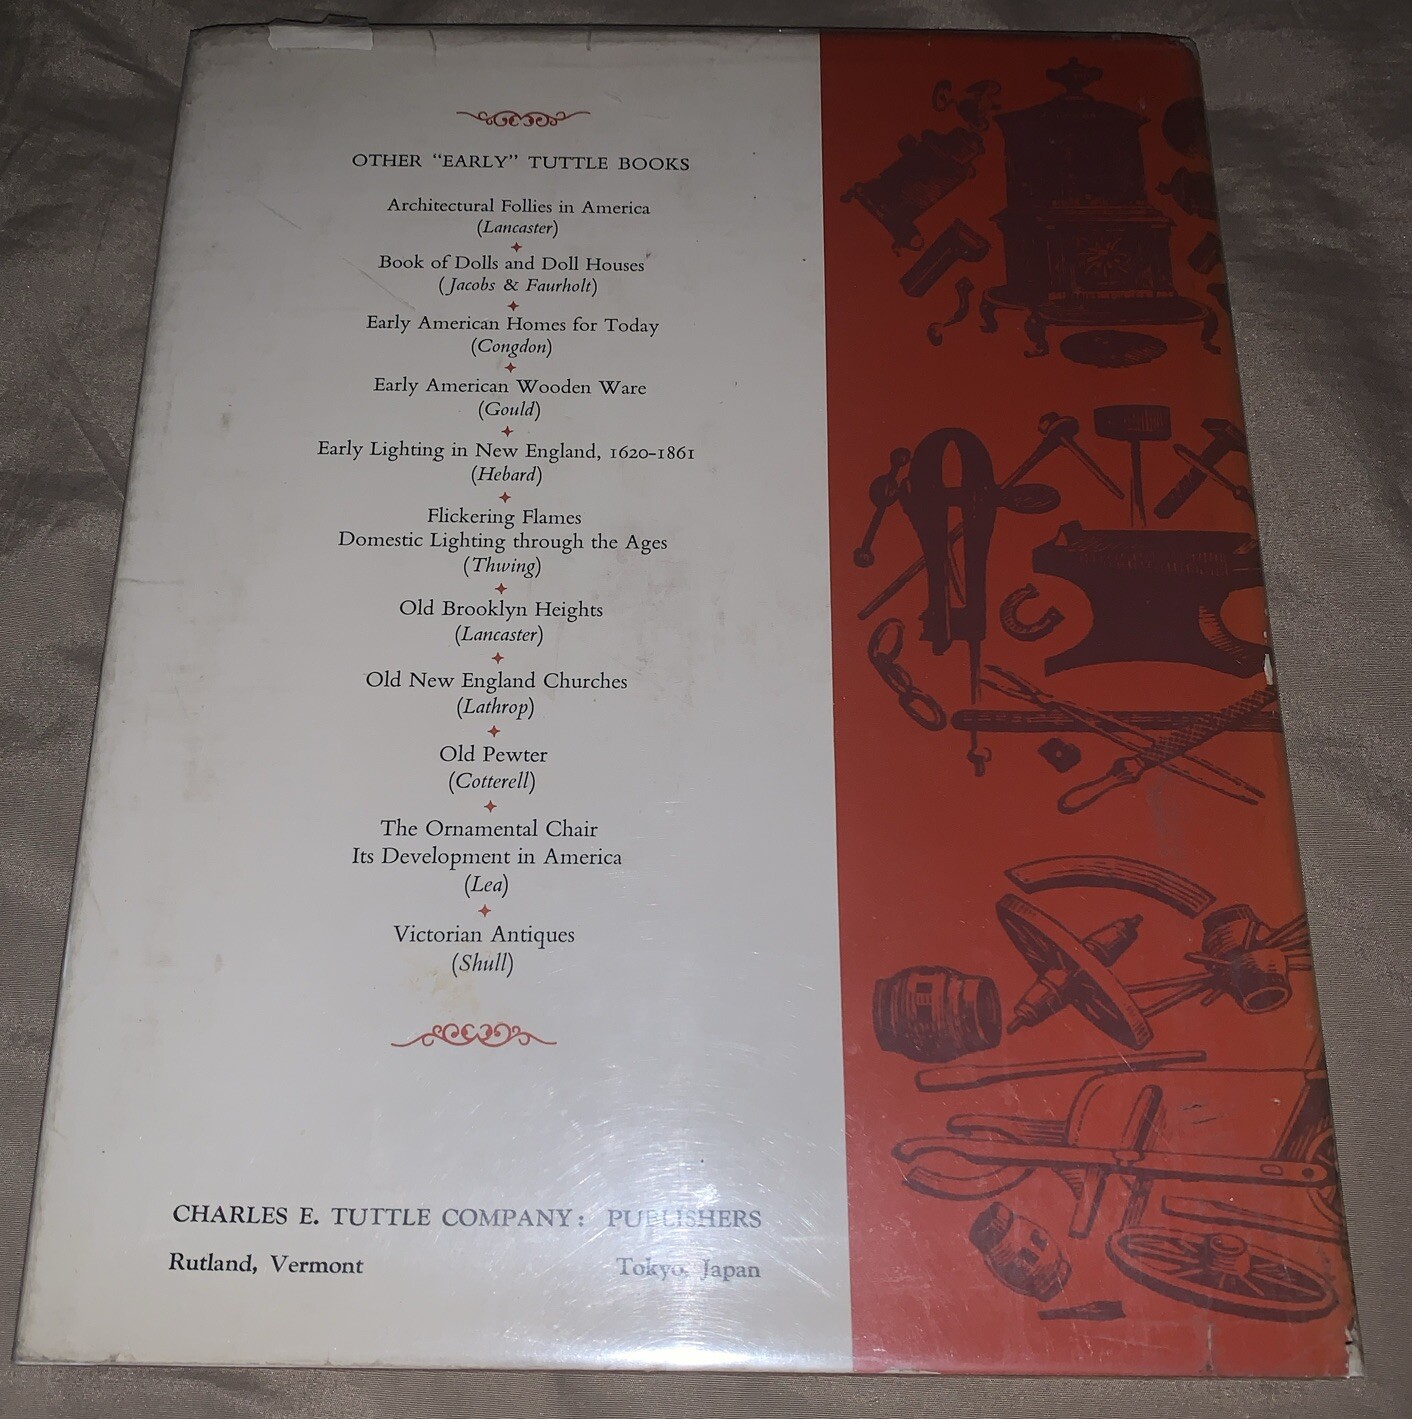 OTHER "EARLY" TUTTLE BOOKS
Architectural Follies in America
(Lancaster)
Book of Dolls and Doll Houses
(Jacobs & Faurholt)
Early American Homes for Today
(Congdon)
Early American Wooden Ware
(Gould)
Early Lighting in New England, 1620-1861
(Hebard)
Flickering Flames
Domestic Lighting through the Ages
(Thwing)
Old Brooklyn Heights
(Lancaster)
Old New England Churches
(Lathrop)
Old Pewter
(Cotterell)
The Ornamental Chair
Its Development in America
(Lea)
Victorian Antiques
(Shull)
CHARLES E. TUTTLE COMPANY: PUBLISHERS
Rutland, Vermont Tokyo, Japan